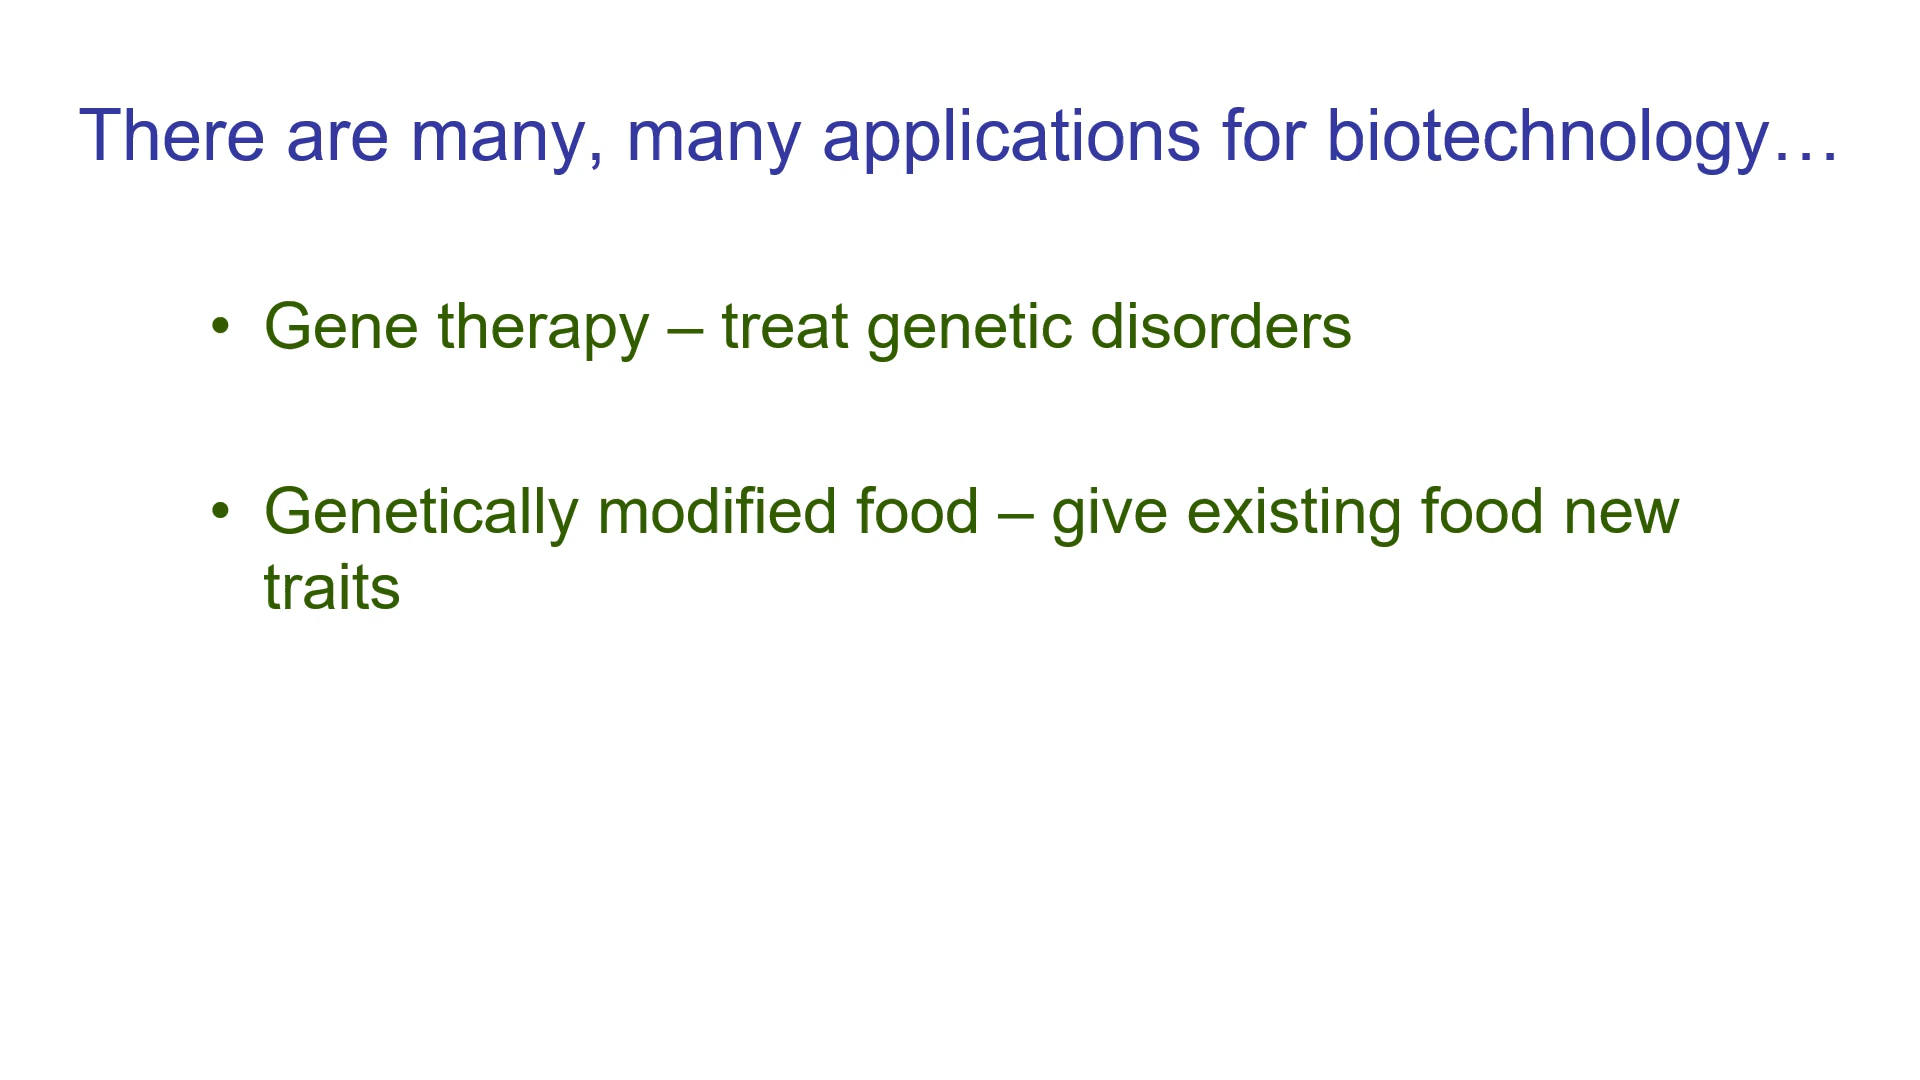 There are many, many applications for biotechnology…
• Gene therapy – treat genetic disorders
• Genetically modified food – give existing food new
traits